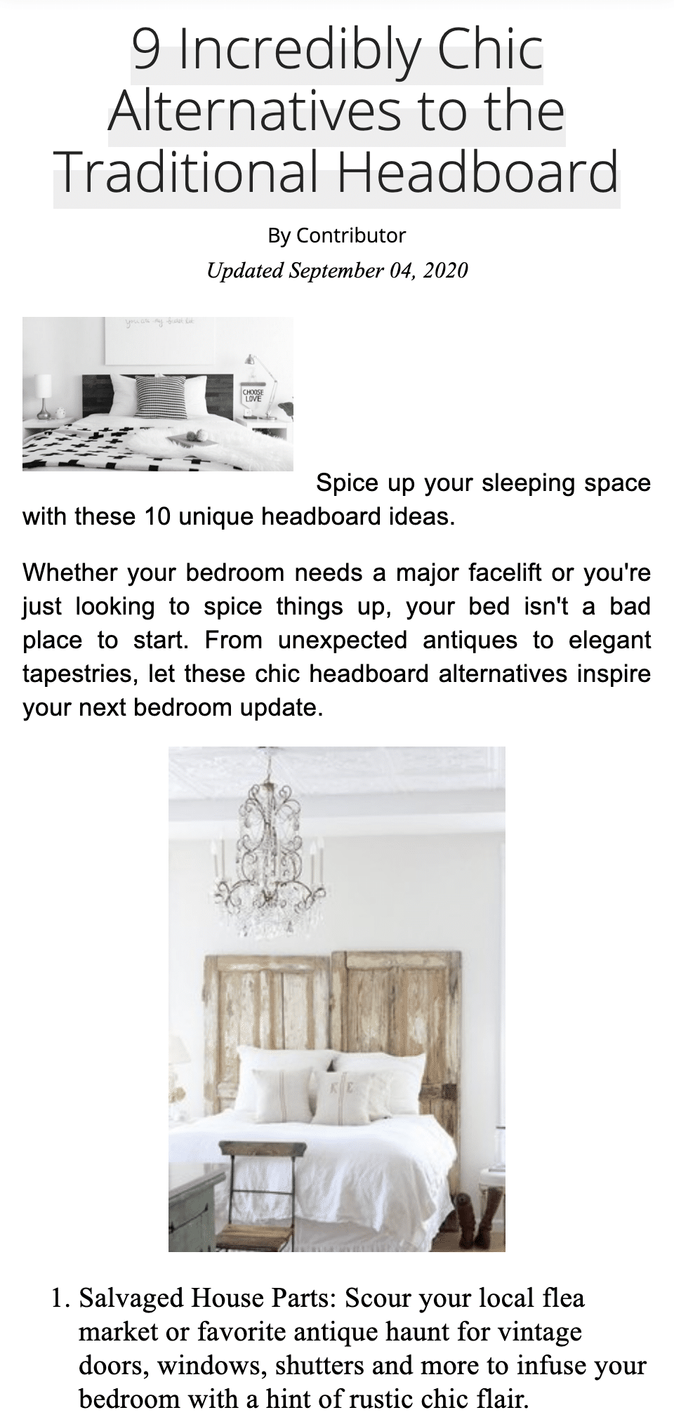 9 Incredibly Chic
Alternatives to the
Traditional Headboard
By Contributor
Updated September 04, 2020
CHOOSE
LOVE
Spice up your sleeping space
with these 10 unique headboard ideas.
Whether your bedroom needs a major facelift or you're
just looking to spice things up, your bed isn't a bad
place to start. From unexpected antiques to elegant
tapestries, let these chic headboard alternatives inspire
your next bedroom update.
K E
1. Salvaged House Parts: Scour your local flea
market or favorite antique haunt for vintage
doors, windows, shutters and more to infuse your
bedroom with a hint of rustic chic flair.